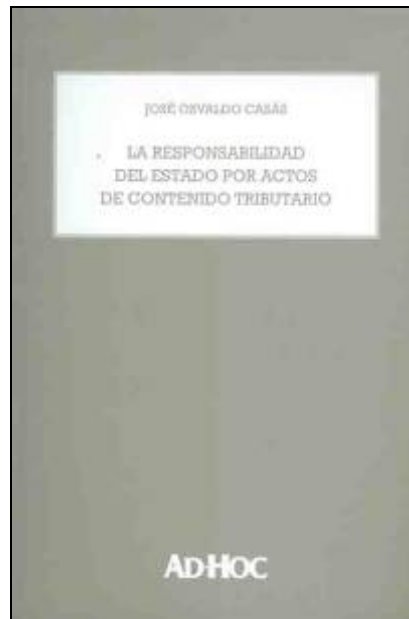 JOSÉ OSVALDO CASÁS
LA RESPONSABILIDAD
DEL ESTADO POR ACTOS
DE CONTENIDO TRIBUTARIO
AD-HOC